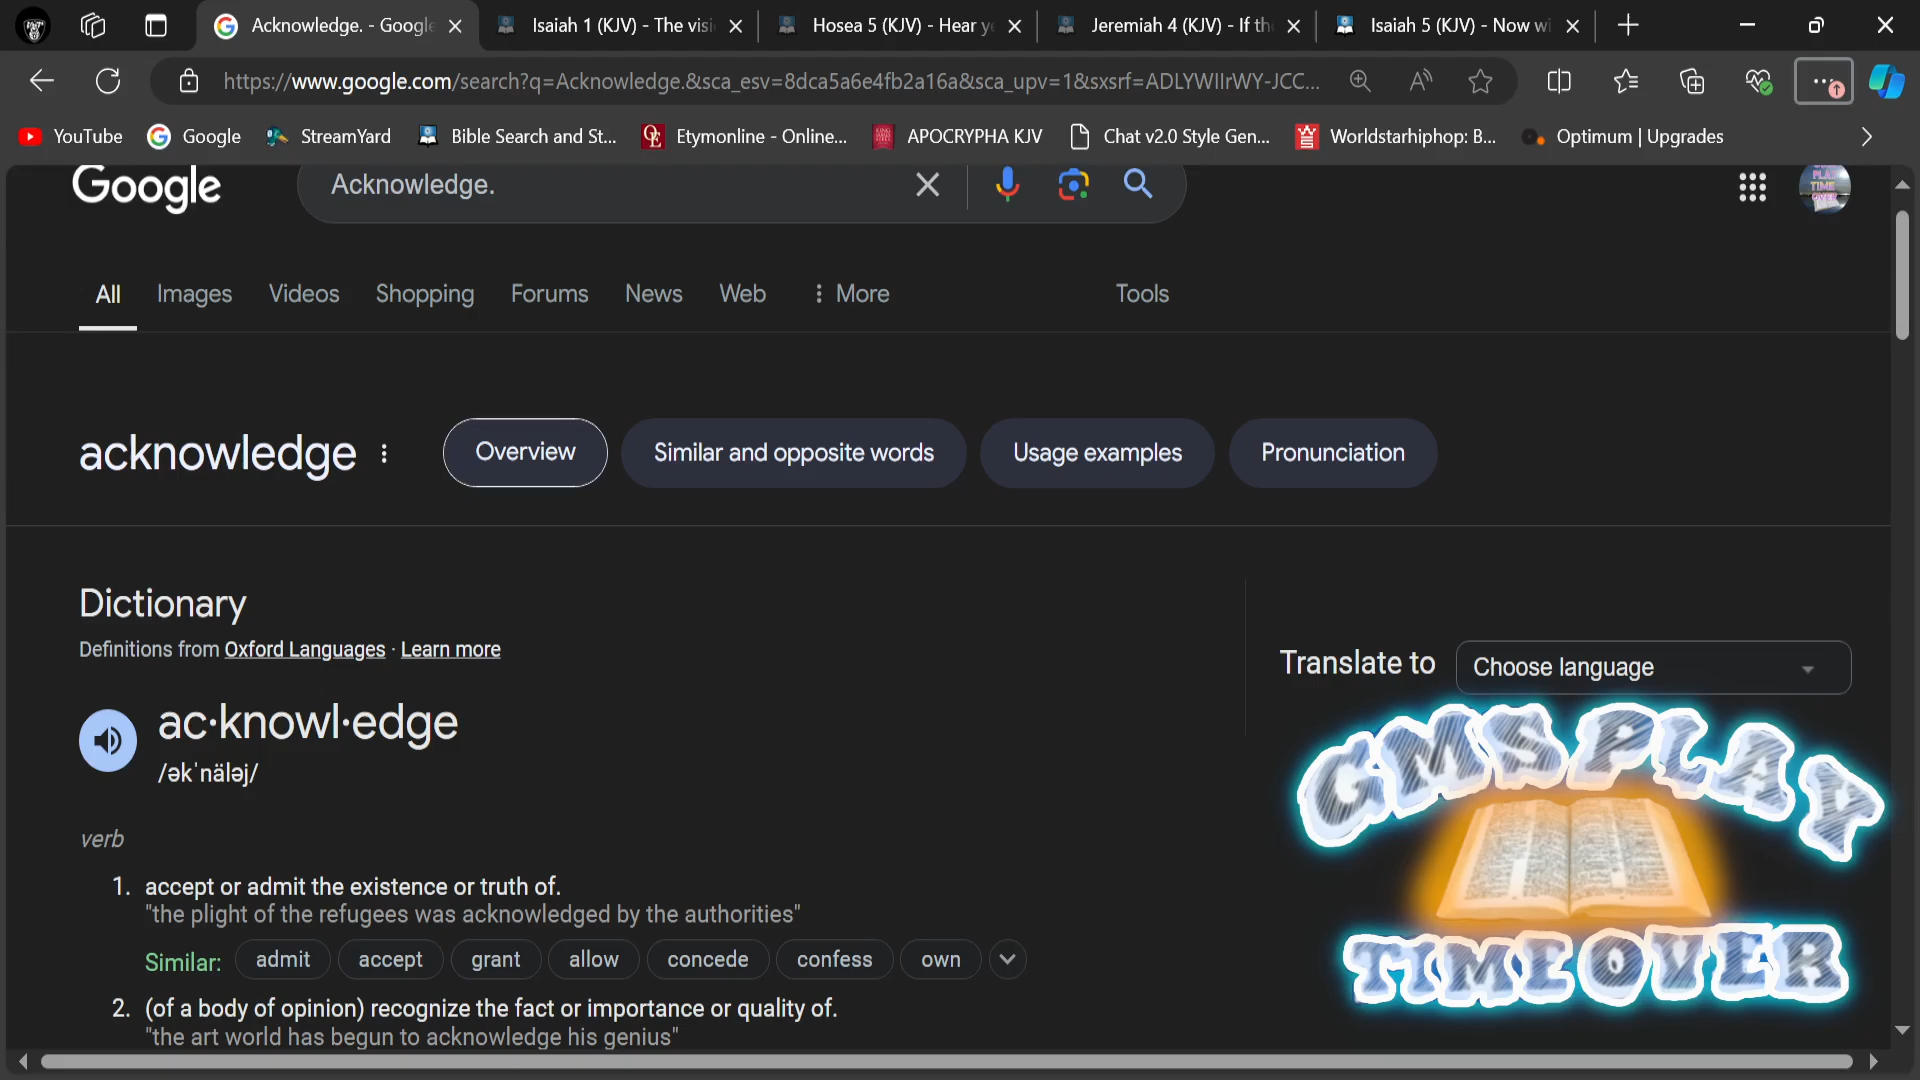 Acknowledge. - Google
Isaiah 1 (KJV) - The visi
Hosea 5 (KJV) - Hear ye
Jeremiah 4 (KJV) - If th
Isaiah 5 (KJV) - Now wi
https://www.google.com/search?q=Acknowledge.&sca_esv=8dca5a6e4fb2a16a&sca_upv=1&sxsrf=ADLYWIIrWY-JCC...
YouTube
Google
StreamYard
Bible Search and St...
Etymonline - Online...
APOCRYPHA KJV
Chat v2.0 Style Gen...
Worldstarhiphop: B...
Optimum | Upgrades
Google
Acknowledge.
PLAY
TIME
OVER
All Images Videos Shopping Forums News Web More Tools
acknowledge
Overview
Similar and opposite words
Usage examples
Pronunciation
Dictionary
Definitions from Oxford Languages · Learn more
Translate to
Choose language
ac·knowl·edge
/əkˈnäləj/
verb
1. accept or admit the existence or truth of.
"the plight of the refugees was acknowledged by the authorities"
Similar: admit accept grant allow concede confess own
2. (of a body of opinion) recognize the fact or importance or quality of.
"the art world has begun to acknowledge his genius"
GMS PLAY
TIME OVER